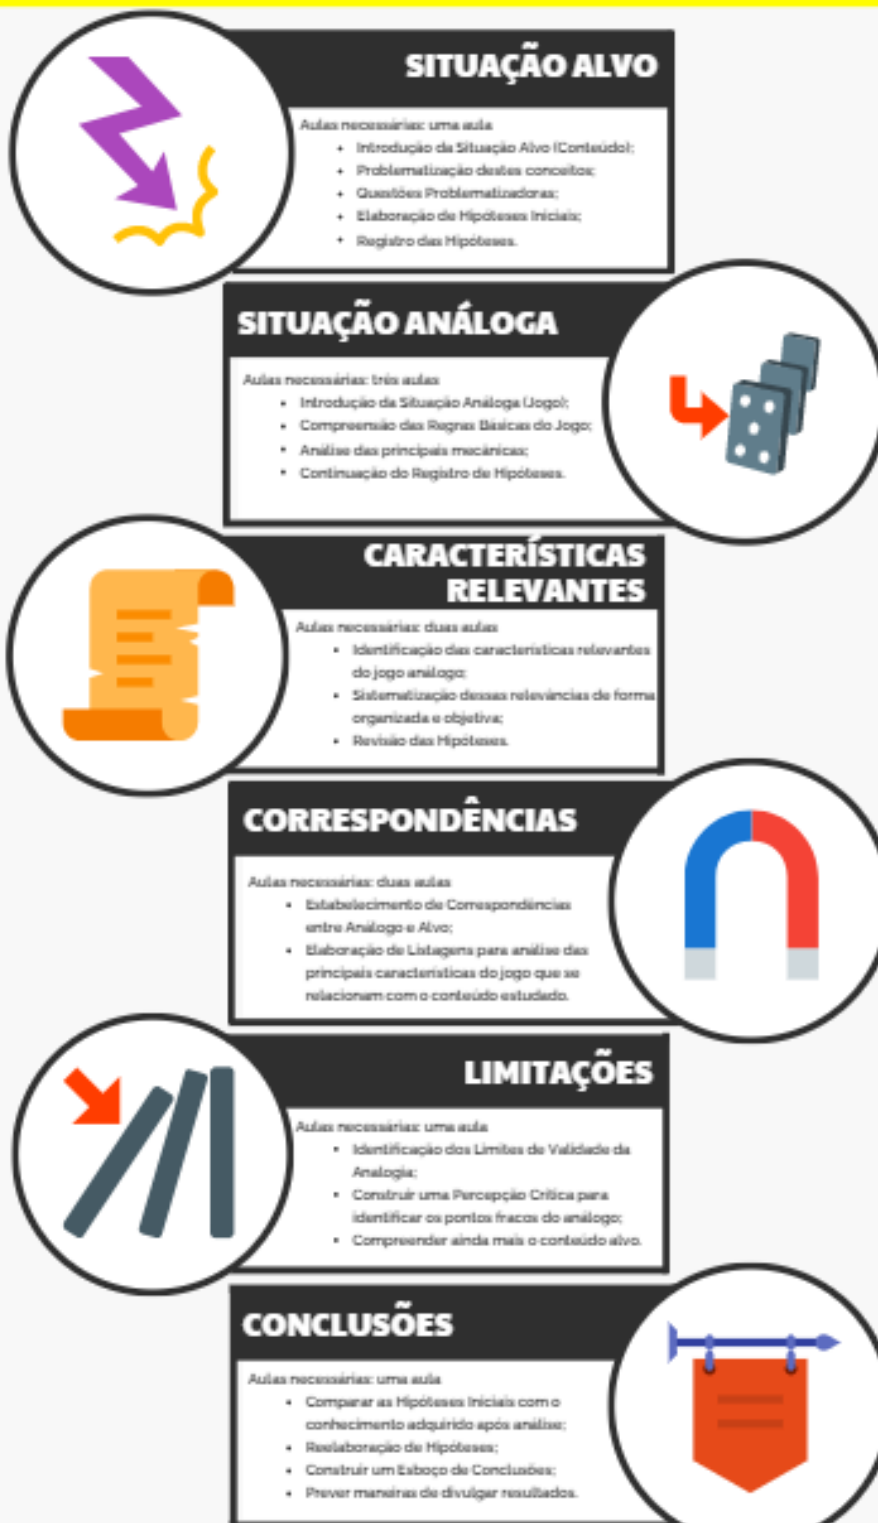 SITUAÇÃO ALVO
Aulas necessárias: uma aula
• Introdução da Situação Alvo (Conteúdo);
• Problematização destes conceitos;
• Questões Problematizadoras;
• Elaboração de Hipóteses Iniciais;
• Registro das Hipóteses.
SITUAÇÃO ANÁLOGA
Aulas necessárias: três aulas
• Introdução da Situação Análoga (Jogo);
• Compreensão das Regras Básicas do Jogo;
• Análise das principais mecânicas;
• Continuação do Registro de Hipóteses.
CARACTERÍSTICAS
RELEVANTES
Aulas necessárias: duas aulas
• Identificação das características relevantes
do jogo análogo;
• Sistematização dessas relevâncias de forma
organizada e objetiva;
• Revisão das Hipóteses.
CORRESPONDÊNCIAS
Aulas necessárias: duas aulas
• Estabelecimento de Correspondências
entre Análogo e Alvo;
• Elaboração de Listagens para análise das
principais características do jogo que se
relacionam com o conteúdo estudado.
LIMITAÇÕES
Aulas necessárias: uma aula
• Identificação dos Limites de Validade da
Analogia;
• Construir uma Percepção Crítica para
identificar os pontos fracos do análogo;
• Compreender ainda mais o conteúdo alvo.
CONCLUSÕES
Aulas necessárias: uma aula
• Comparar as Hipóteses Iniciais com o
conhecimento adquirido após análise;
• Reelaboração de Hipóteses;
• Construir um Esboço de Conclusões;
• Prever maneiras de divulgar resultados.